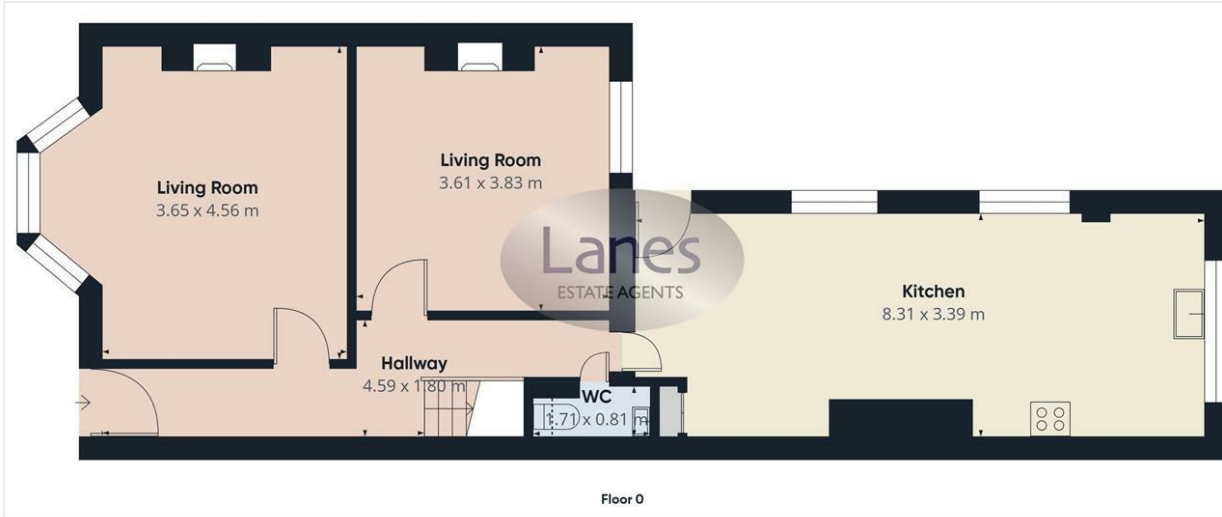 Living Room
3.65 x 4.56 m
Living Room
3.61 x 3.83 m
Lanes
ESTATE AGENTS
Kitchen
8.31 x 3.39 m
Hallway
4.59 x 1.80 m
WC
1.71 x 0.81 m
Floor 0